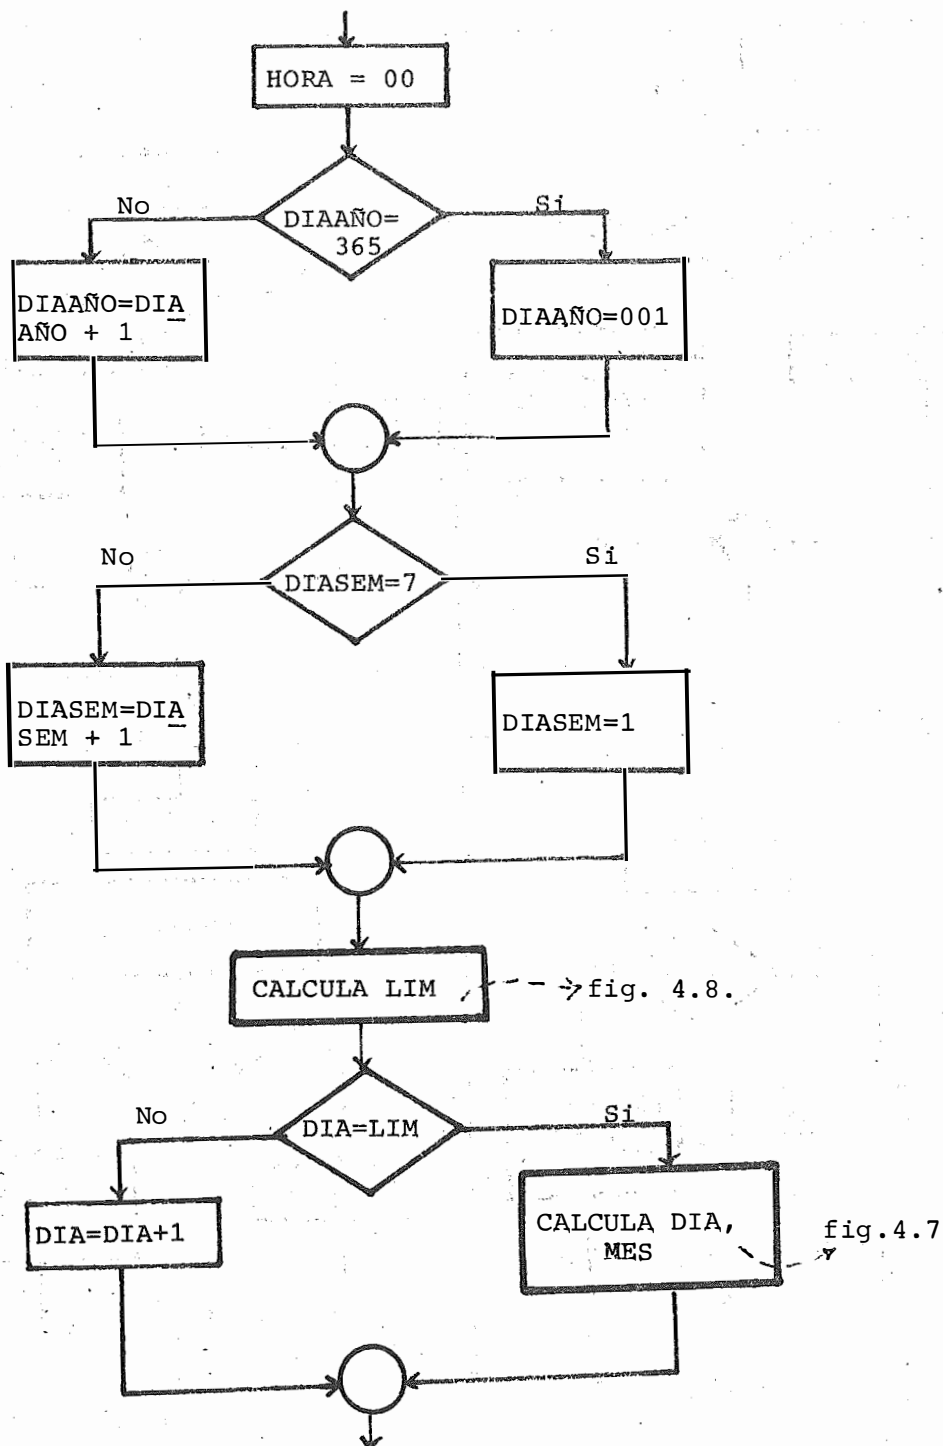 HORA = 00
DIAAÑO=
365
No
Si
DIAAÑO=DIA
AÑO + 1
DIAAÑO=001
DIASEM=7
No
Si
DIASEM=DIA
SEM + 1
DIASEM=1
CALCULA LIM
fig. 4.8.
DIA=LIM
No
Si
DIA=DIA+1
CALCULA DIA,
MES
fig.4.7